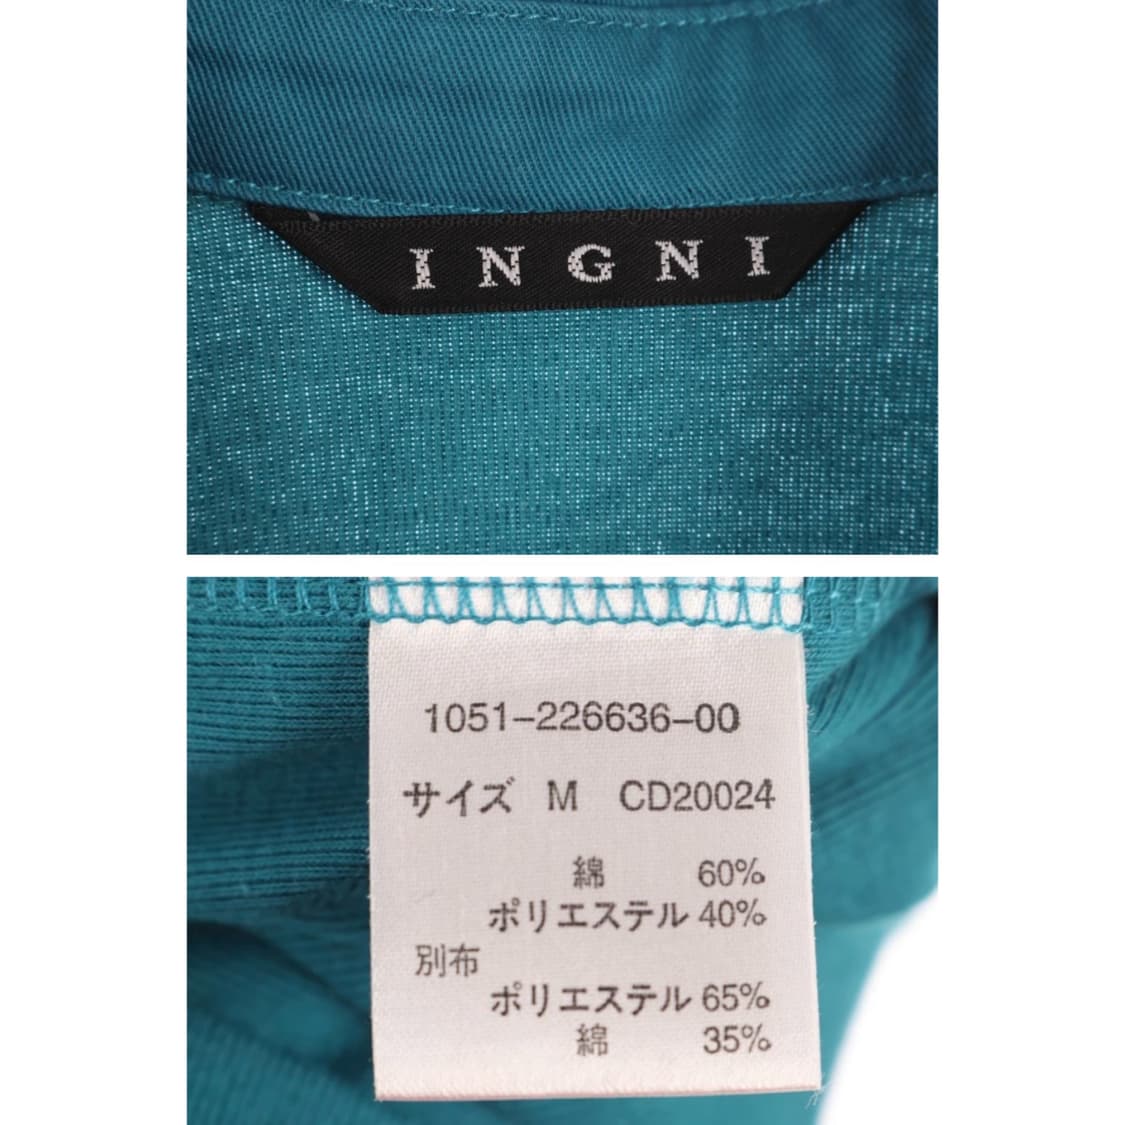 INGNI
1051-226636-00
サイズ M CD20024
綿 60%
ポリエステル 40%
別布
ポリエステル 65%
綿 35%